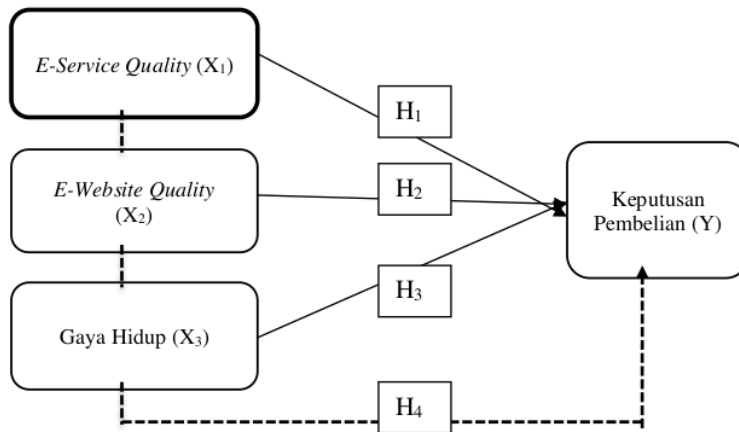 E-Service Quality (X₁)
H₁
E-Website Quality
(X₂)
H₂
Keputusan
Pembelian (Y)
Gaya Hidup (X₃)
H₃
H₄